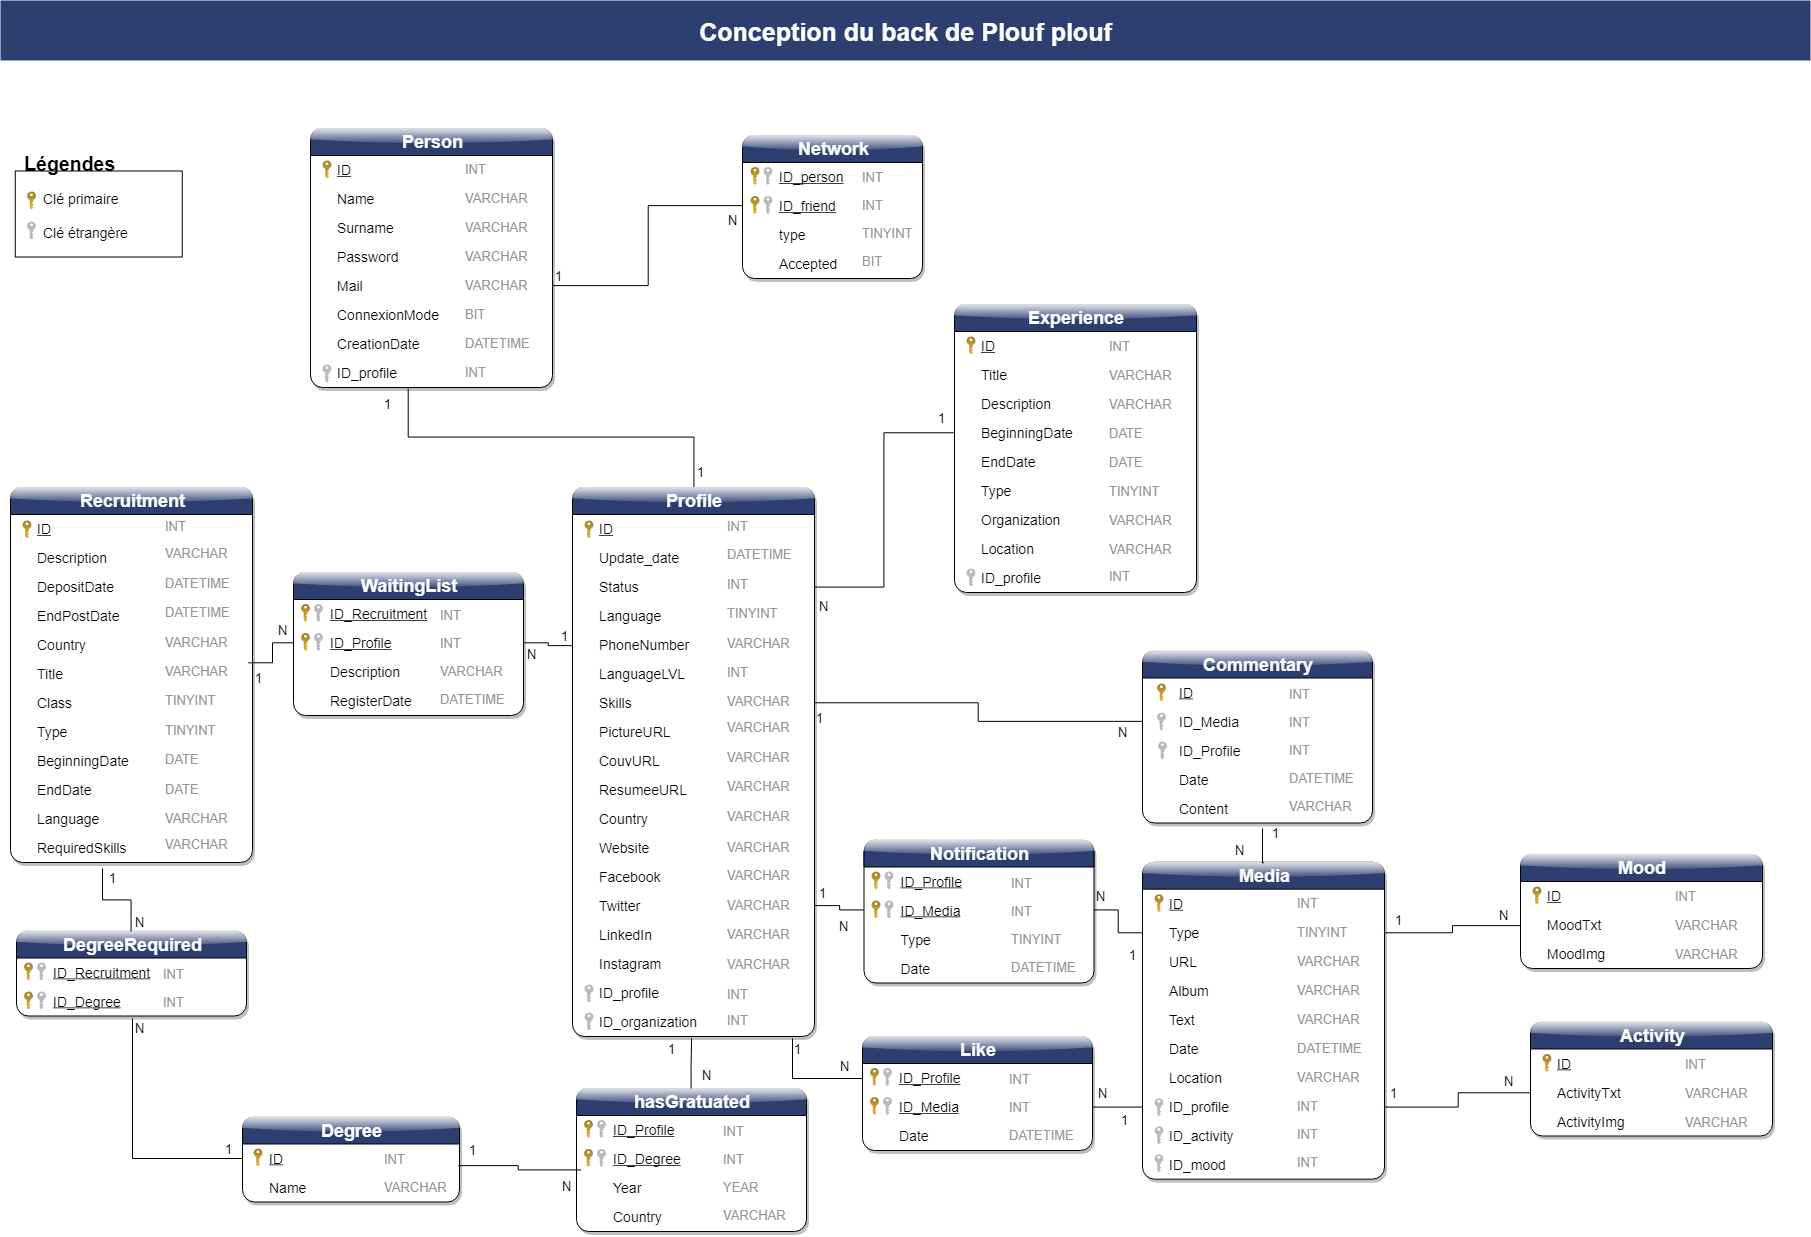 Conception du back de Plouf plouf
Légendes
Clé primaire
Clé étrangère
Person
ID INT
Name VARCHAR
Surname VARCHAR
Password VARCHAR
Mail VARCHAR
ConnexionMode BIT
CreationDate DATETIME
ID_profile INT
1
1
Network
ID_person INT
ID_friend INT
type TINYINT
Accepted BIT
N
Experience
ID INT
Title VARCHAR
Description VARCHAR
BeginningDate DATE
EndDate DATE
Type TINYINT
Organization VARCHAR
Location VARCHAR
ID_profile INT
1
N
Recruitment
ID INT
Description VARCHAR
DepositDate DATETIME
EndPostDate DATETIME
Country VARCHAR
Title VARCHAR
Class TINYINT
Type TINYINT
BeginningDate DATE
EndDate DATE
Language VARCHAR
RequiredSkills VARCHAR
1
1
N
WaitingList
ID_Recruitment INT
ID_Profile INT
Description VARCHAR
RegisterDate DATETIME
N
1
1
Profile
ID INT
Update_date DATETIME
Status INT
Language TINYINT
PhoneNumber VARCHAR
LanguageLVL INT
Skills VARCHAR
PictureURL VARCHAR
CouvURL VARCHAR
ResumeeURL VARCHAR
Country VARCHAR
Website VARCHAR
Facebook VARCHAR
Twitter VARCHAR
LinkedIn VARCHAR
Instagram VARCHAR
ID_profile INT
ID_organization INT
1
N
Commentary
ID INT
ID_Media INT
ID_Profile INT
Date DATETIME
Content VARCHAR
1
N
Notification
ID_Profile INT
ID_Media INT
Type TINYINT
Date DATETIME
1
N
N
1
Media
ID INT
Type TINYINT
URL VARCHAR
Album VARCHAR
Text VARCHAR
Date DATETIME
Location VARCHAR
ID_profile INT
ID_activity INT
ID_mood INT
1
N
Mood
ID INT
MoodTxt VARCHAR
MoodImg VARCHAR
1
N
Activity
ID INT
ActivityTxt VARCHAR
ActivityImg VARCHAR
N
DegreeRequired
ID_Recruitment INT
ID_Degree INT
N
1
1
N
Like
ID_Profile INT
ID_Media INT
Date DATETIME
N
1
1
N
hasGratuated
ID_Profile INT
ID_Degree INT
Year YEAR
Country VARCHAR
1
Degree
ID INT
Name VARCHAR
1
N